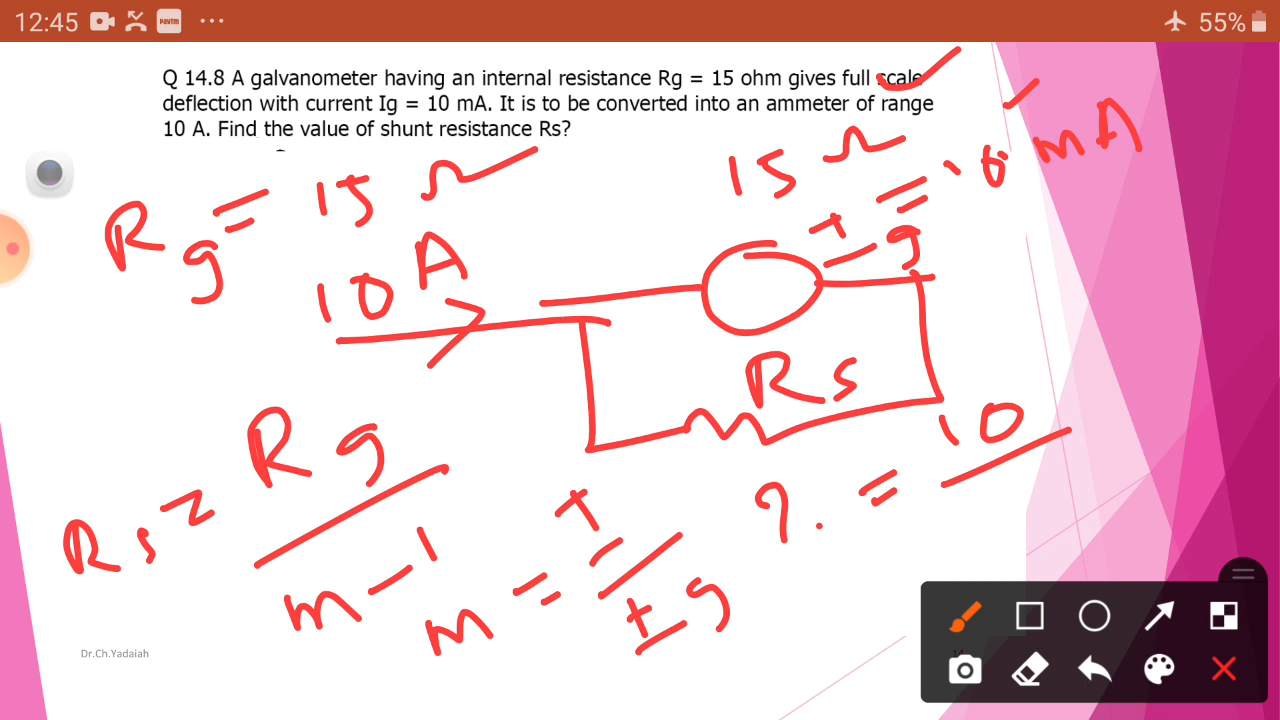 12:45 paytm ... 55%
Q 14.8 A galvanometer having an internal resistance Rg = 15 ohm gives full scale
deflection with current Ig = 10 mA. It is to be converted into an ammeter of range
10 A. Find the value of shunt resistance Rs?
Rg = 15 Ω
15 Ω
Ig = 10 mA
10 A
Rs
Rs = Rg / m-1
m = I / Ig
? = 10
Dr.Ch.Yadaiah